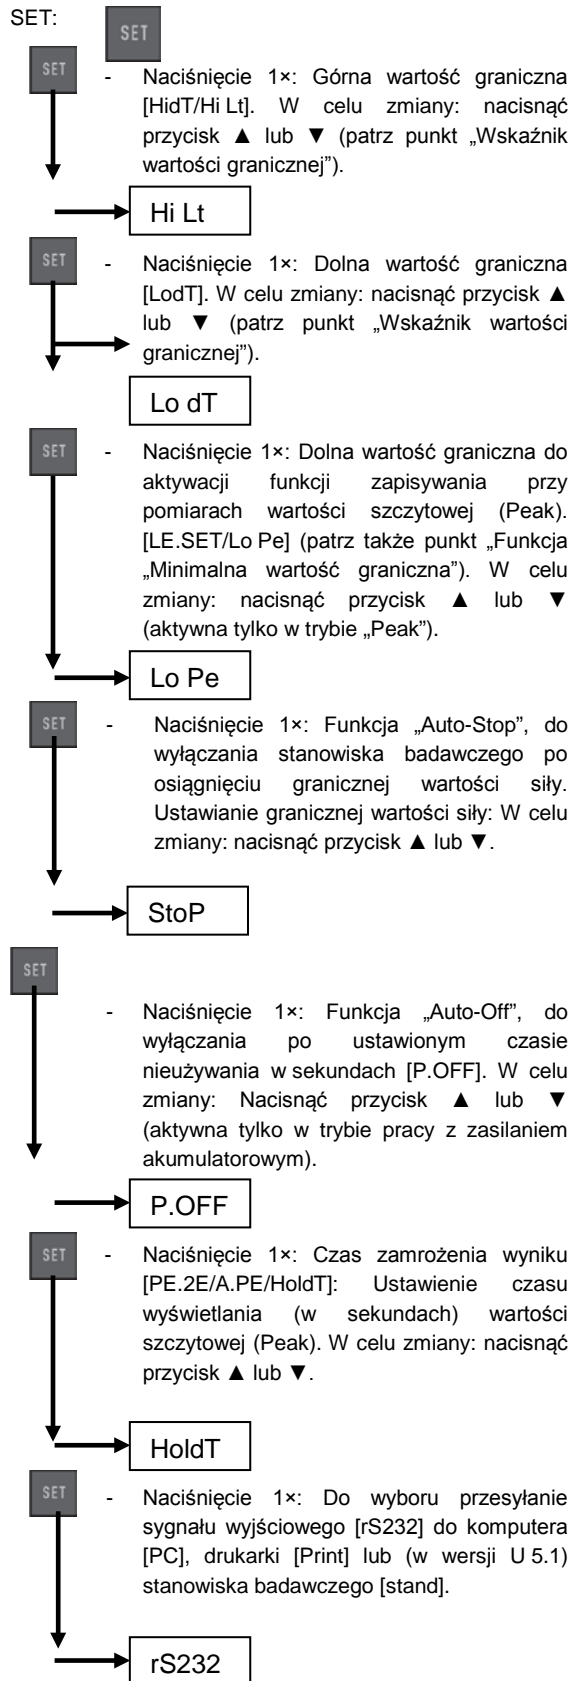 SET:
SET
SET
- Naciśnięcie 1×: Górna wartość graniczna
[HidT/Hi Lt]. W celu zmiany: nacisnąć
przycisk ▲ lub ▼ (patrz punkt „Wskaźnik
wartości granicznej”).
Hi Lt
SET
- Naciśnięcie 1×: Dolna wartość graniczna
[LodT]. W celu zmiany: nacisnąć przycisk ▲
lub ▼ (patrz punkt „Wskaźnik wartości
granicznej”).
Lo dT
SET
- Naciśnięcie 1×: Dolna wartość graniczna do
aktywacji funkcji zapisywania przy
pomiarach wartości szczytowej (Peak).
[LE.SET/Lo Pe] (patrz także punkt „Funkcja
„Minimalna wartość graniczna”). W celu
zmiany: nacisnąć przycisk ▲ lub ▼
(aktywna tylko w trybie „Peak”).
Lo Pe
SET
- Naciśnięcie 1×: Funkcja „Auto-Stop”, do
wyłączania stanowiska badawczego po
osiągnięciu granicznej wartości siły.
Ustawianie granicznej wartości siły: W celu
zmiany: nacisnąć przycisk ▲ lub ▼.
StoP
SET
- Naciśnięcie 1×: Funkcja „Auto-Off”, do
wyłączania po ustawionym czasie
nieużywania w sekundach [P.OFF]. W celu
zmiany: Nacisnąć przycisk ▲ lub ▼
(aktywna tylko w trybie pracy z zasilaniem
akumulatorowym).
P.OFF
SET
- Naciśnięcie 1×: Czas zamrożenia wyniku
[PE.2E/A.PE/HoldT]: Ustawienie czasu
wyświetlania (w sekundach) wartości
szczytowej (Peak). W celu zmiany: nacisnąć
przycisk ▲ lub ▼.
HoldT
SET
- Naciśnięcie 1×: Do wyboru przesyłanie
sygnału wyjściowego [rS232] do komputera
[PC], drukarki [Print] lub (w wersji U 5.1)
stanowiska badawczego [stand].
rS232